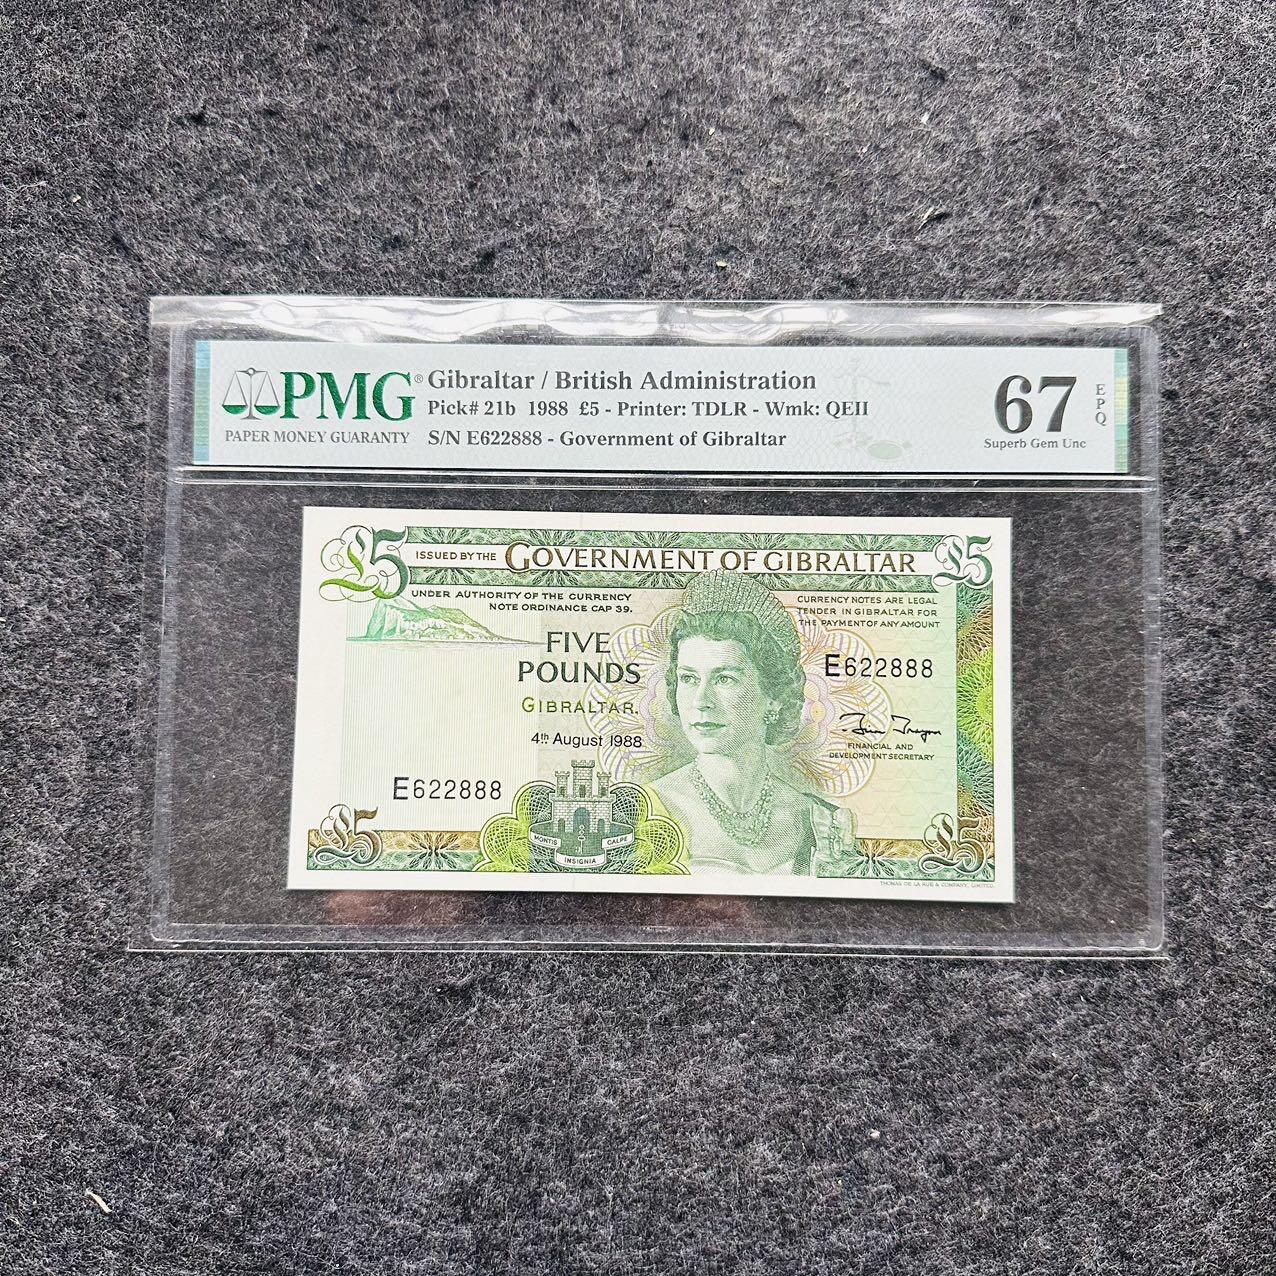 PMG®
PAPER MONEY GUARANTY
Gibraltar / British Administration
Pick# 21b 1988 £5 - Printer: TDLR - Wmk: QEII
S/N E622888 - Government of Gibraltar
67
EPQ
Superb Gem Unc
£5
ISSUED BY THE GOVERNMENT OF GIBRALTAR
£5
UNDER AUTHORITY OF THE CURRENCY
NOTE ORDINANCE CAP 39.
CURRENCY NOTES ARE LEGAL
TENDER IN GIBRALTAR FOR
THE PAYMENT OF ANY AMOUNT
FIVE
POUNDS
GIBRALTAR.
4th August 1988
E622888
FINANCIAL AND
DEVELOPMENT SECRETARY
E622888
£5
MONTIS CALPE
INSIGNIA
£5
THOMAS DE LA RUE & COMPANY, LIMITED.